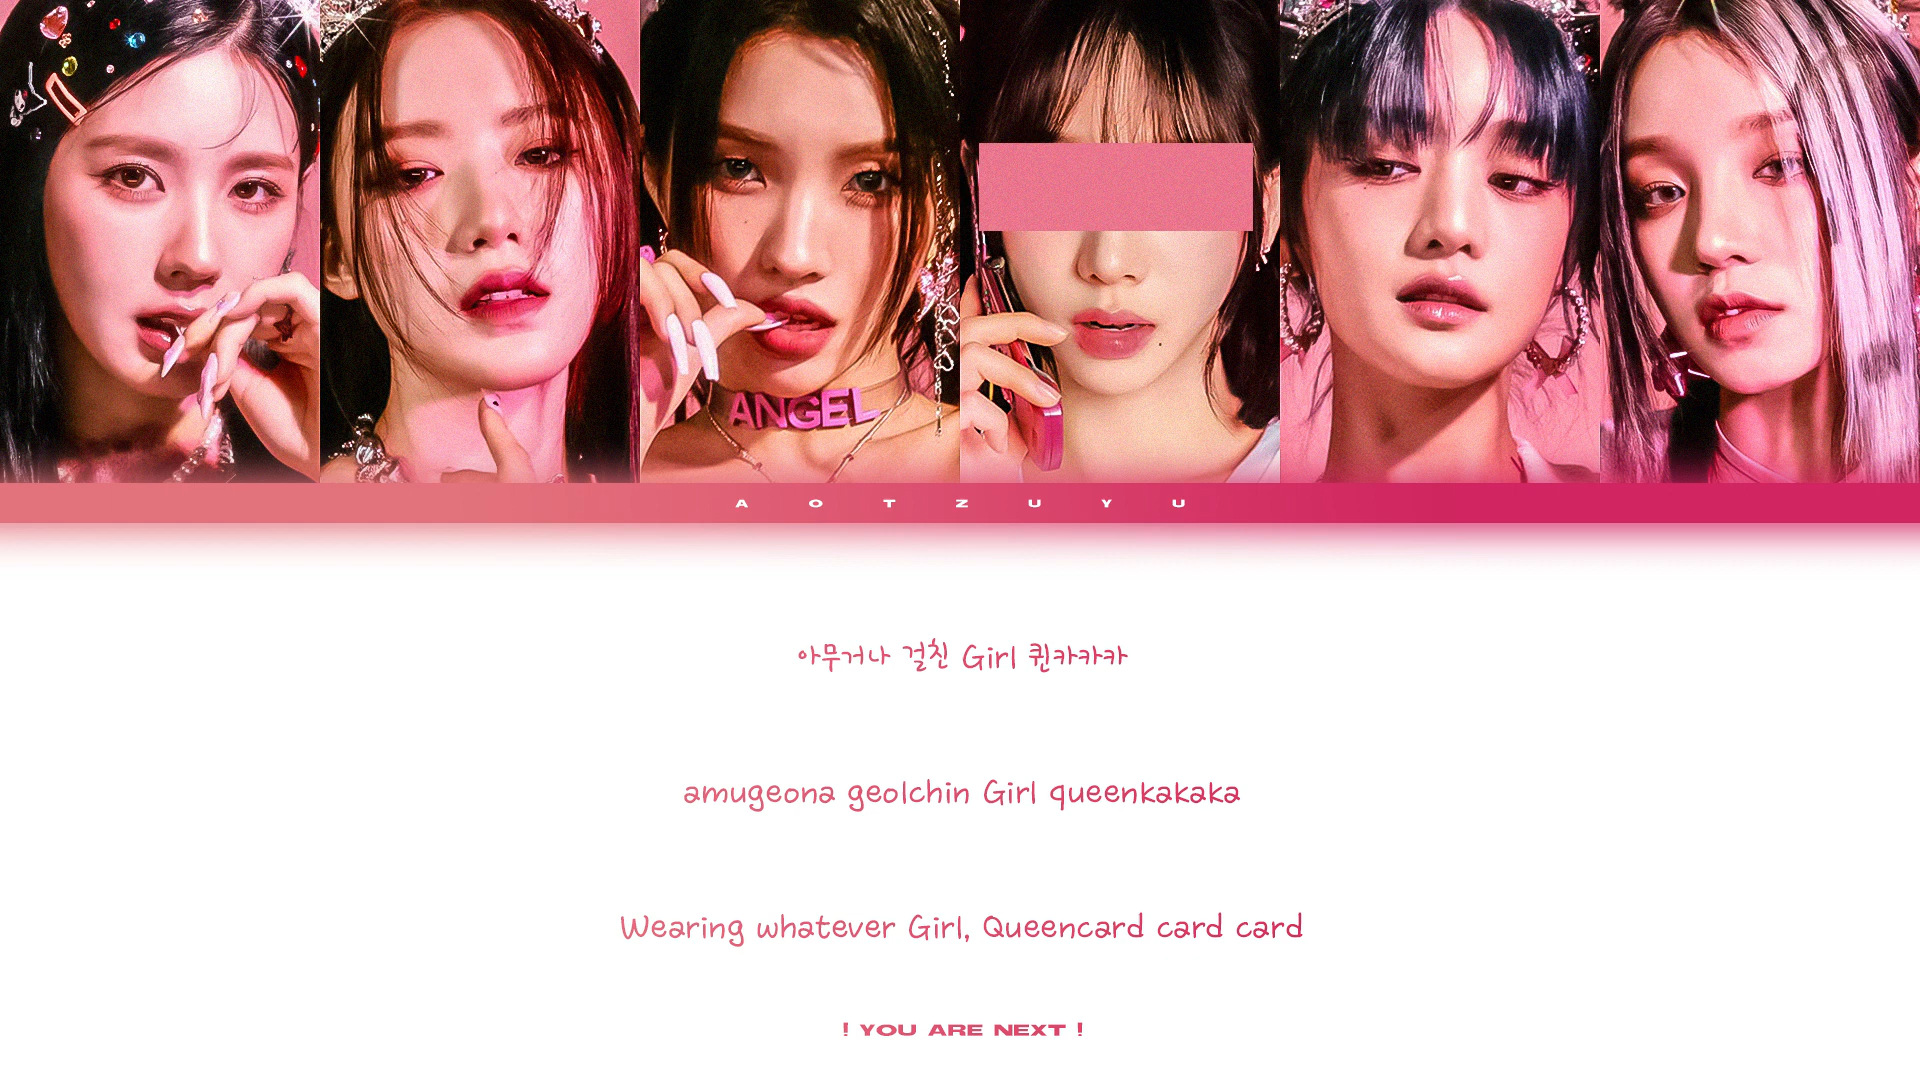 ANGEL
AOTZUYU
아무거나 걸친 Girl 퀸카카카
amugeona geolchin Girl queenkakaka
Wearing whatever Girl, Queencard card card
! YOU ARE NEXT !